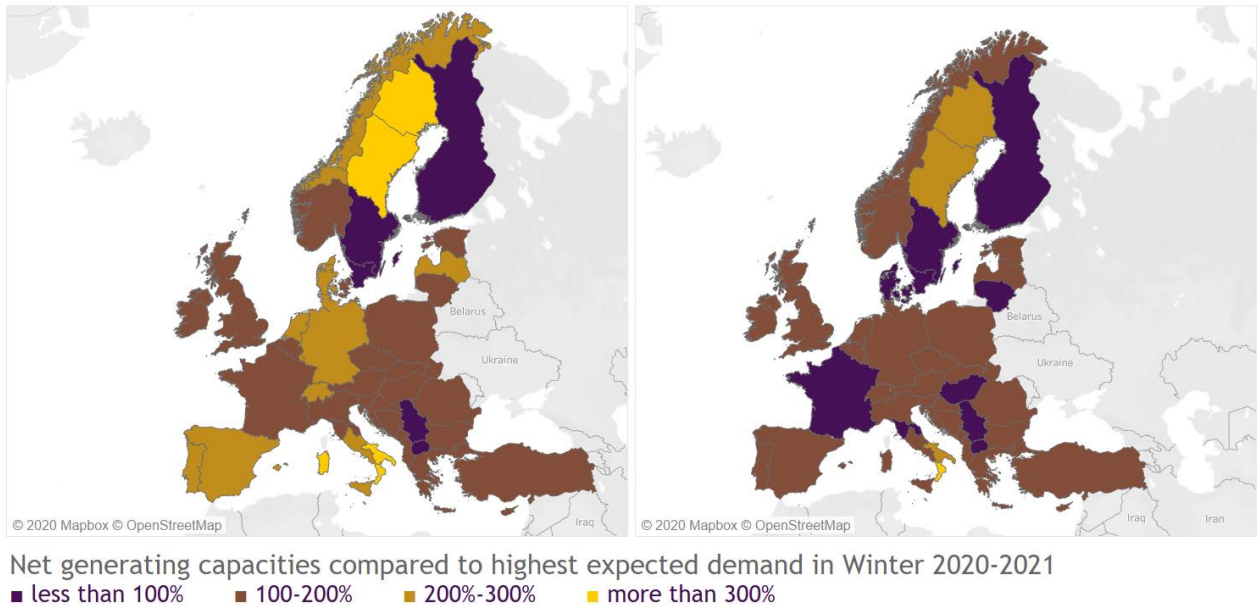 Belarus
Ukraine
Iraq
© 2020 Mapbox © OpenStreetMap
Belarus
Ukraine
Iraq
Iran
© 2020 Mapbox © OpenStreetMap
Net generating capacities compared to highest expected demand in Winter 2020-2021
less than 100%
100-200%
200%-300%
more than 300%